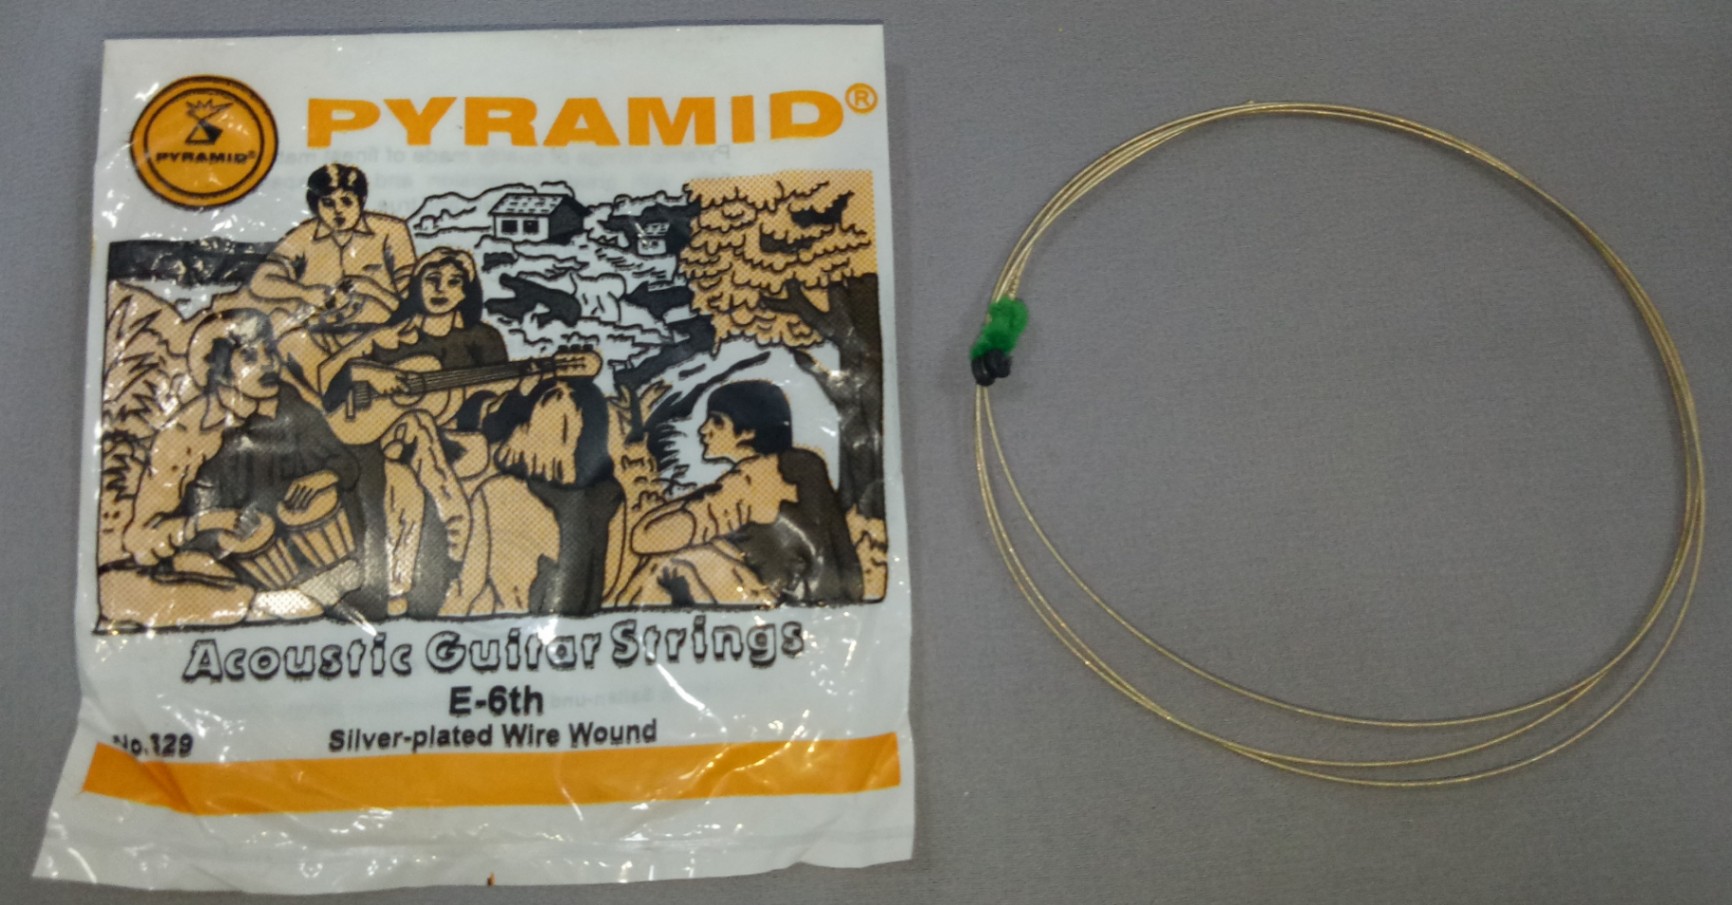 PYRAMID®
PYRAMID®
Acoustic Guitar Strings
E-6th
Silver-plated Wire Wound
No.329